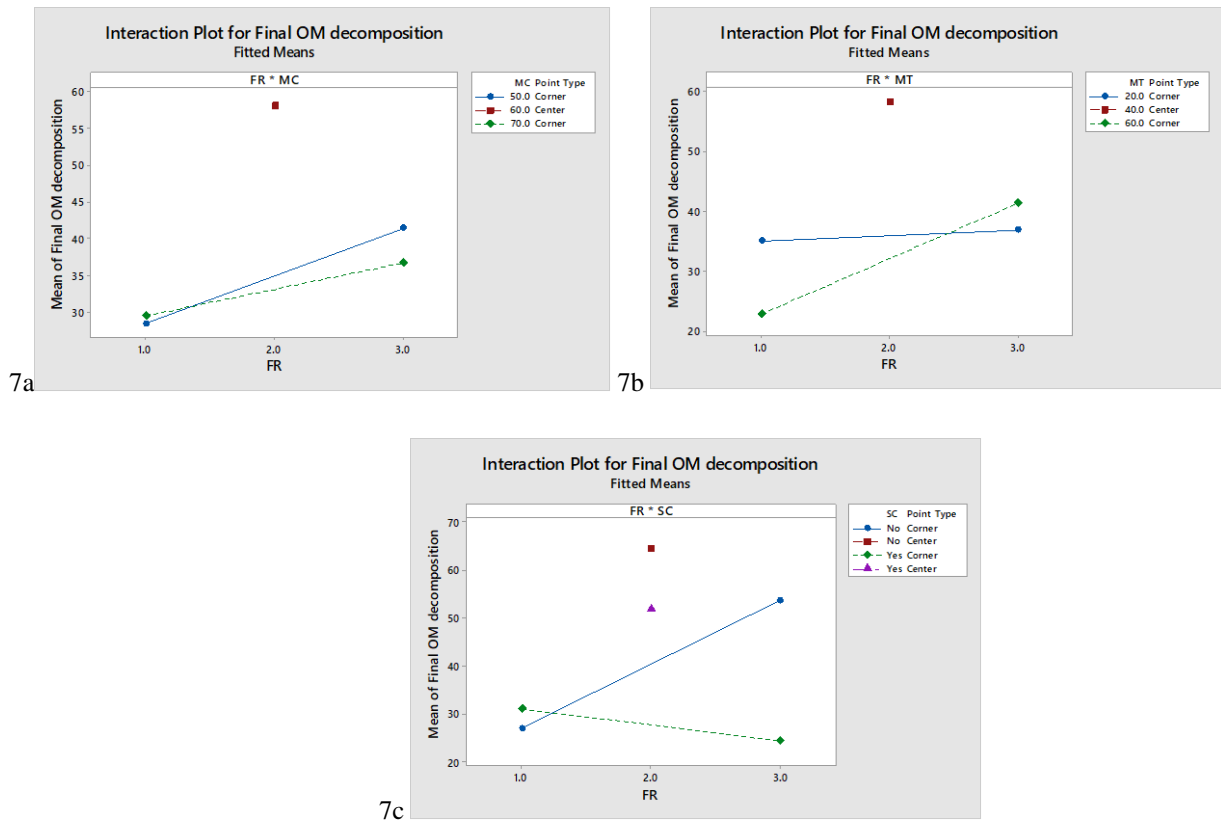 Interaction Plot for Final OM decomposition
Fitted Means
FR * MC
MC Point Type
50.0 Corner
60.0 Center
70.0 Corner
Mean of Final OM decomposition
60
55
50
45
40
35
30
1.0 2.0 3.0
FR
7a
Interaction Plot for Final OM decomposition
Fitted Means
FR * MT
MT Point Type
20.0 Corner
40.0 Center
60.0 Corner
Mean of Final OM decomposition
60
50
40
30
20
1.0 2.0 3.0
FR
7b
Interaction Plot for Final OM decomposition
Fitted Means
FR * SC
SC Point Type
No Corner
No Center
Yes Corner
Yes Center
Mean of Final OM decomposition
70
60
50
40
30
20
1.0 2.0 3.0
FR
7c